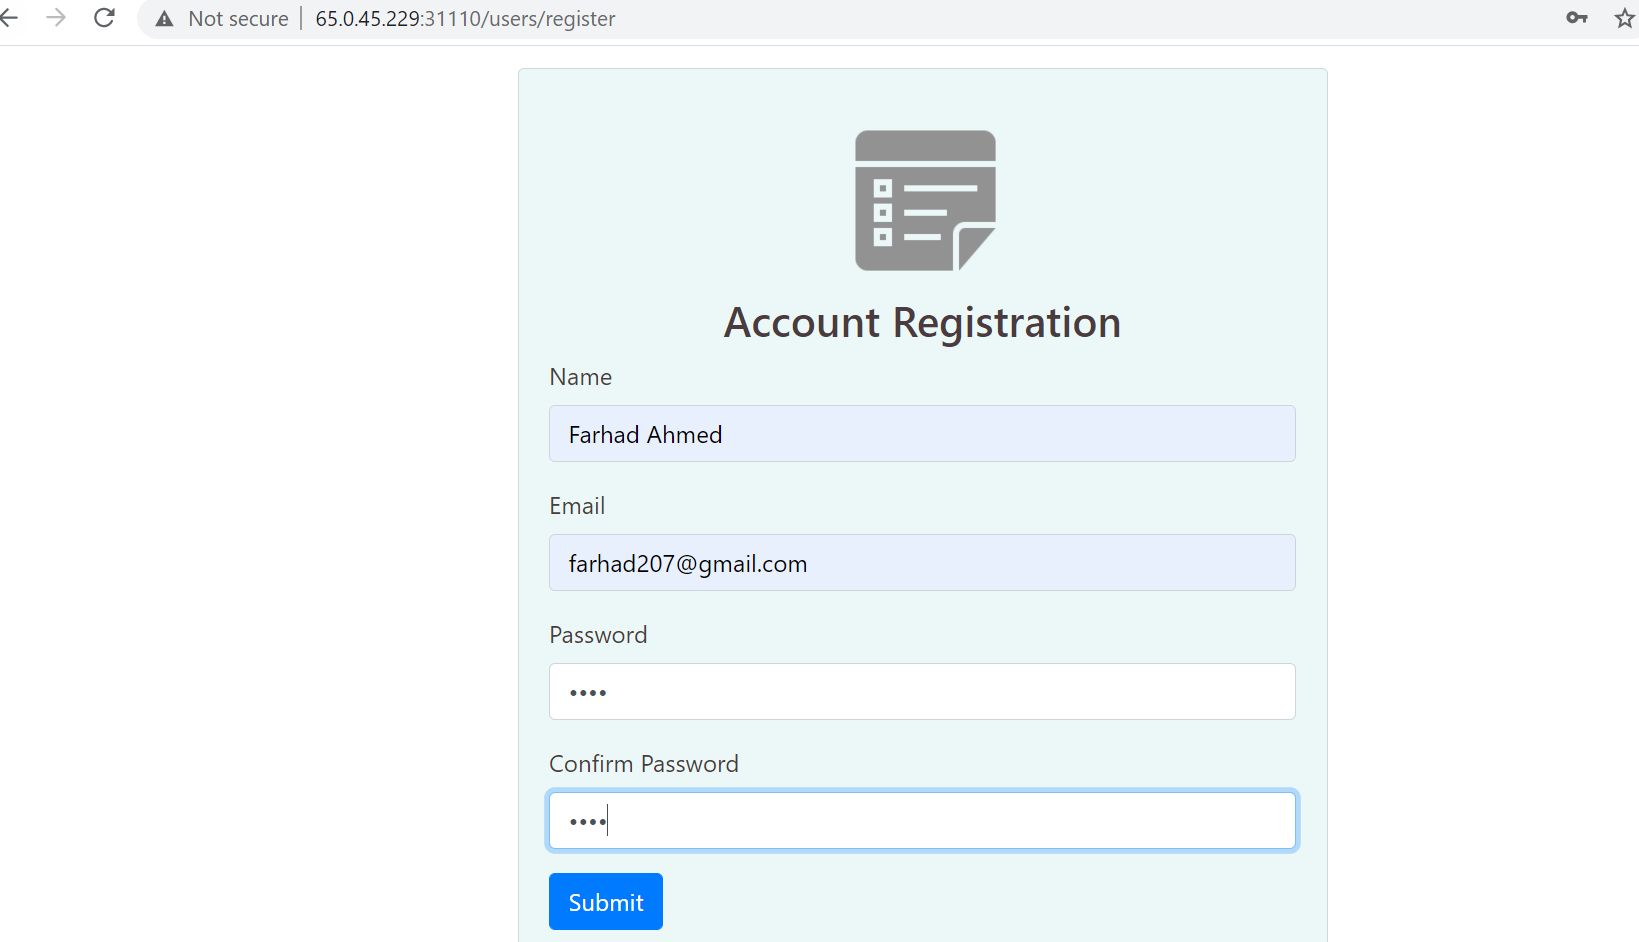 Not secure | 65.0.45.229:31110/users/register
Account Registration
Name
Farhad Ahmed
Email
farhad207@gmail.com
Password
••••
Confirm Password
••••
Submit